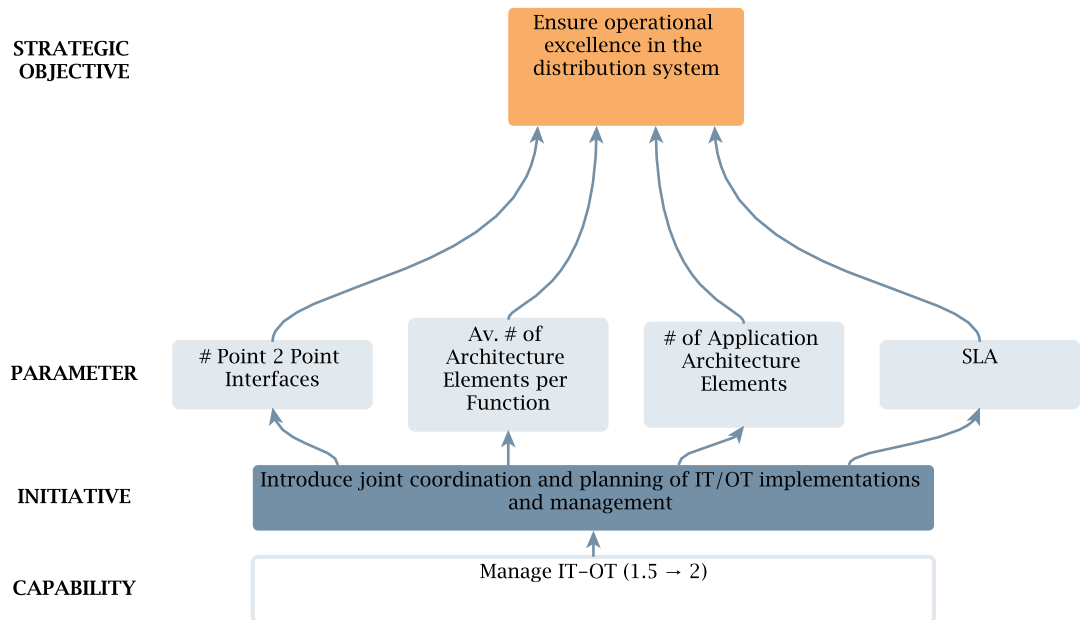 STRATEGIC
OBJECTIVE
Ensure operational
excellence in the
distribution system
PARAMETER
# Point 2 Point
Interfaces
Av. # of
Architecture
Elements per
Function
# of Application
Architecture
Elements
SLA
INITIATIVE
Introduce joint coordination and planning of IT/OT implementations
and management
CAPABILITY
Manage IT–OT (1.5 → 2)